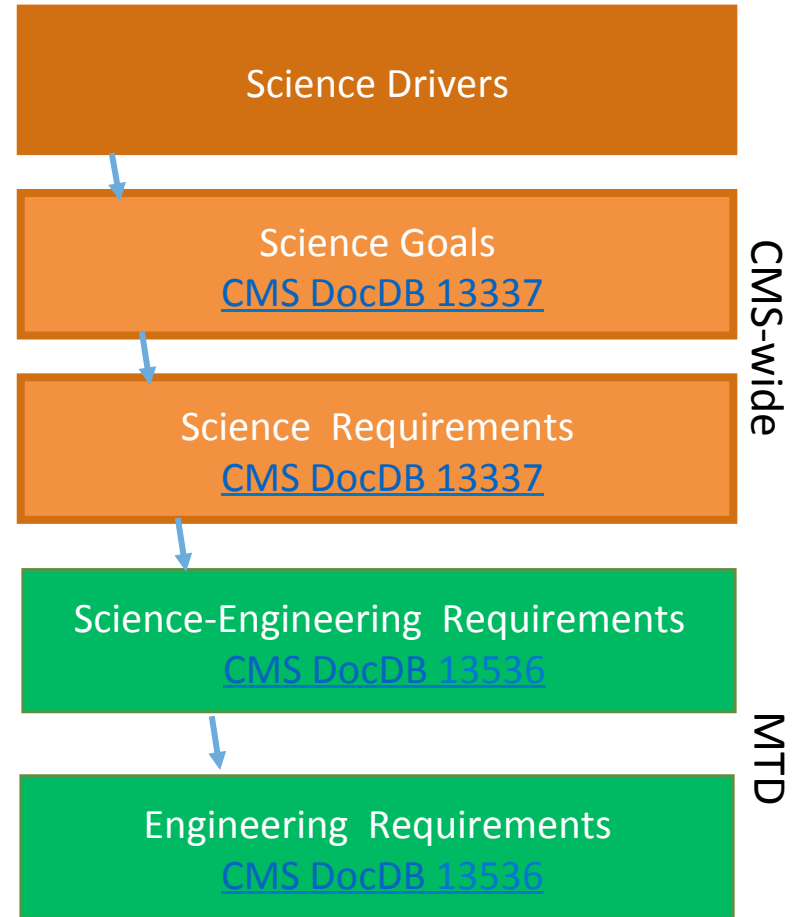 Science Drivers
Science Goals
CMS DocDB 13337
Science Requirements
CMS DocDB 13337
CMS-wide
Science-Engineering Requirements
CMS DocDB 13536
Engineering Requirements
CMS DocDB 13536
MTD